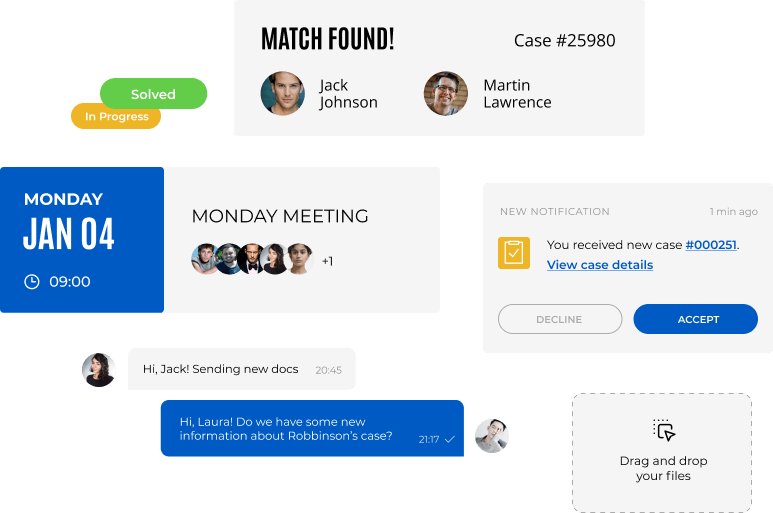 MATCH FOUND!
Case #25980
Jack
Johnson
Martin
Lawrence
Solved
In Progress
MONDAY
JAN 04
09:00
MONDAY MEETING
+1
NEW NOTIFICATION
1 min ago
You received new case #000251.
View case details
DECLINE
ACCEPT
Hi, Jack! Sending new docs
20:45
Hi, Laura! Do we have some new
information about Robbinson's case?
21:17
Drag and drop
your files